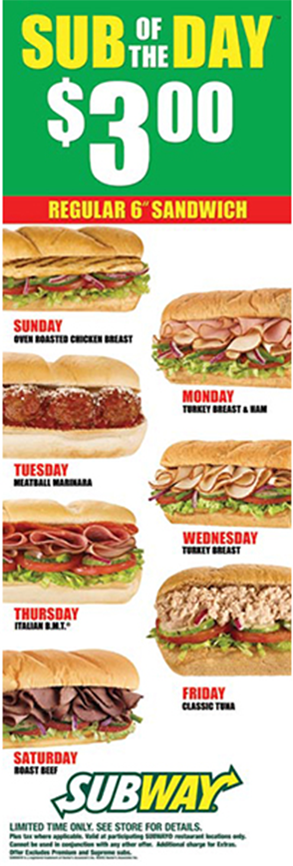 SUB OF THE DAY™
$3.00
REGULAR 6" SANDWICH
SUNDAY
OVEN ROASTED CHICKEN BREAST
MONDAY
TURKEY BREAST & HAM
TUESDAY
MEATBALL MARINARA
WEDNESDAY
TURKEY BREAST
THURSDAY
ITALIAN B.M.T.®
FRIDAY
CLASSIC TUNA
SATURDAY
ROAST BEEF
SUBWAY
LIMITED TIME ONLY. SEE STORE FOR DETAILS.
Plus tax where applicable. Valid at participating SUBWAY® restaurant locations only.
Cannot be used in conjunction with any other offer. Additional charge for Extras.
Offer Excludes Premium and Supreme subs.